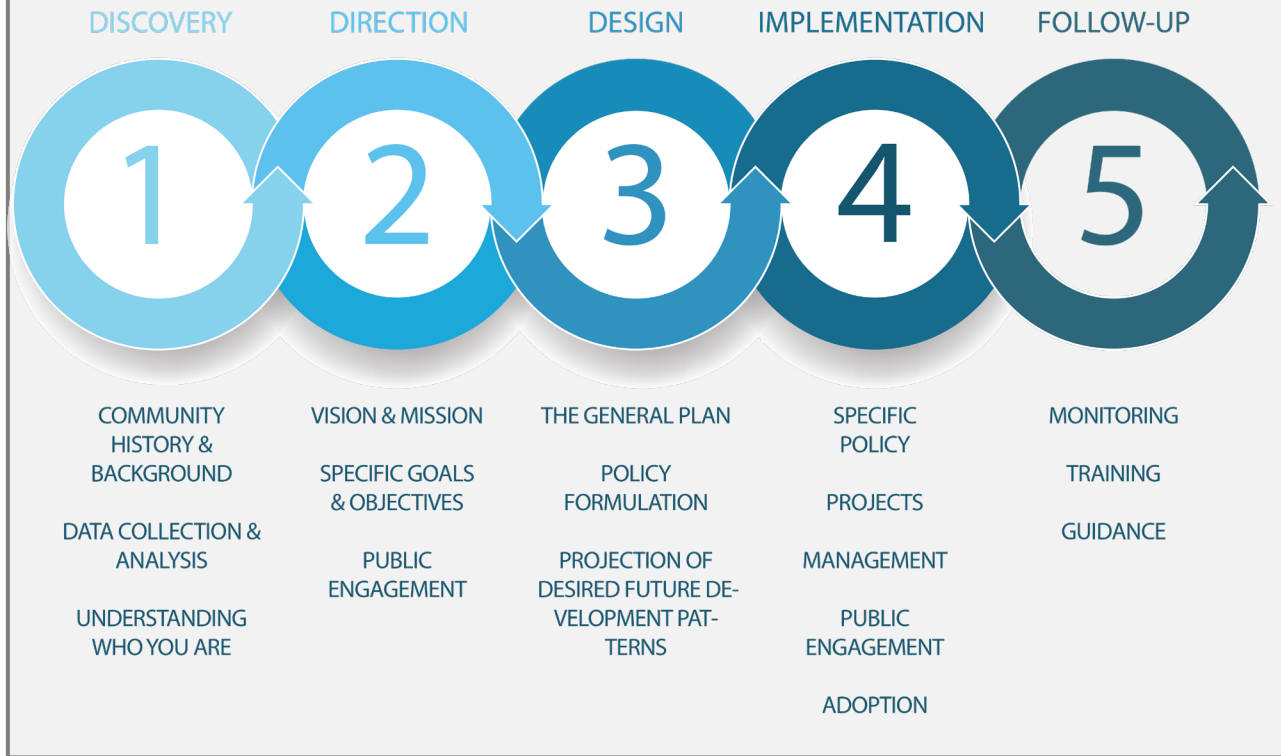 DISCOVERY
DIRECTION
DESIGN
IMPLEMENTATION
FOLLOW-UP
1
2
3
4
5
COMMUNITY
HISTORY &
BACKGROUND
DATA COLLECTION &
ANALYSIS
UNDERSTANDING
WHO YOU ARE
VISION & MISSION
SPECIFIC GOALS
& OBJECTIVES
PUBLIC
ENGAGEMENT
THE GENERAL PLAN
POLICY
FORMULATION
PROJECTION OF
DESIRED FUTURE DE-
VELOPMENT PAT-
TERNS
SPECIFIC
POLICY
PROJECTS
MANAGEMENT
PUBLIC
ENGAGEMENT
ADOPTION
MONITORING
TRAINING
GUIDANCE